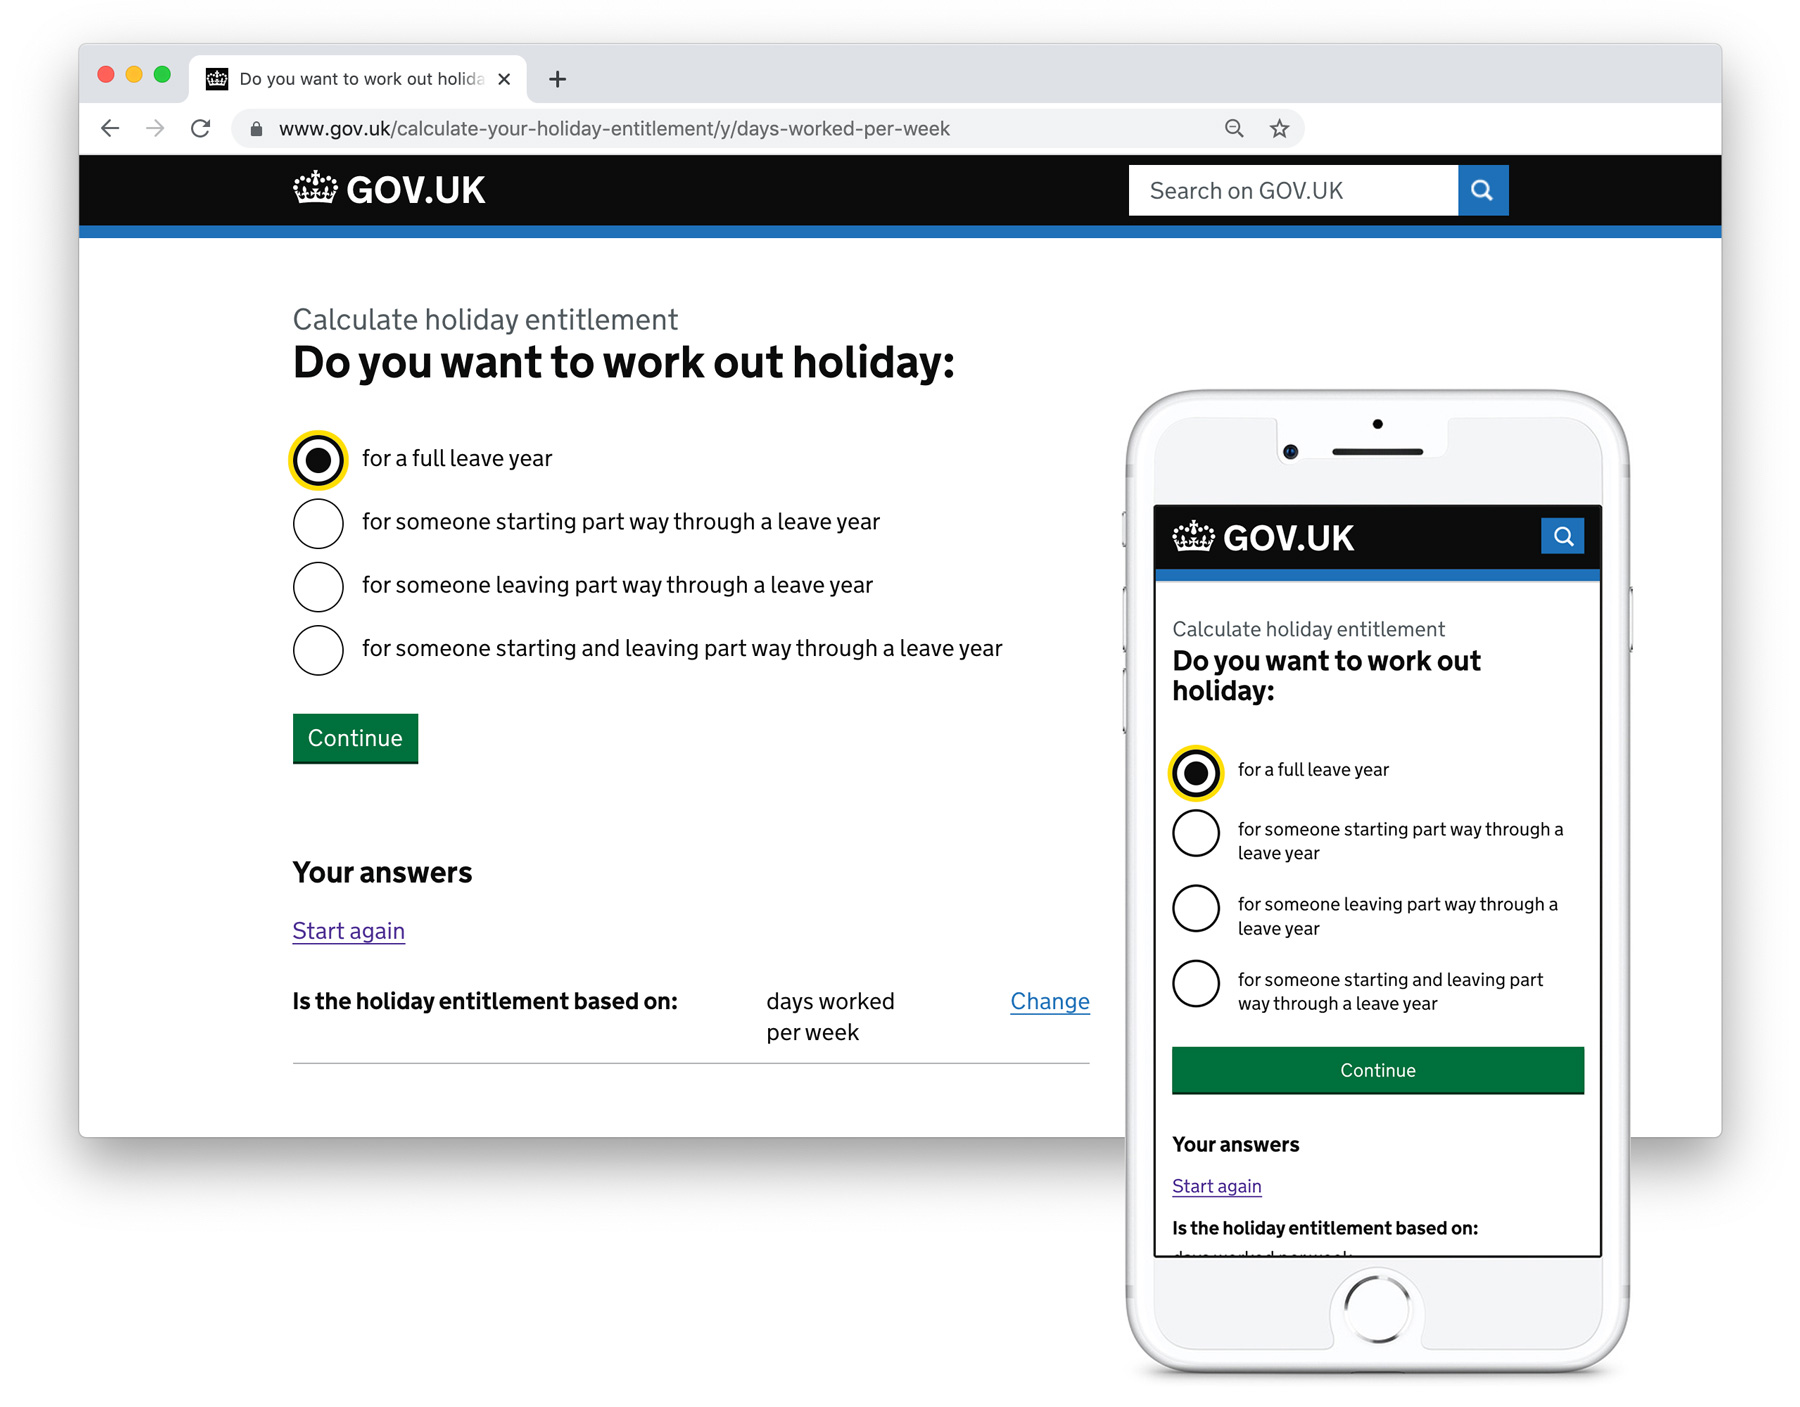 Do you want to work out holida
www.gov.uk/calculate-your-holiday-entitlement/y/days-worked-per-week
GOV.UK
Search on GOV.UK
Calculate holiday entitlement
Do you want to work out holiday:
for a full leave year
for someone starting part way through a leave year
for someone leaving part way through a leave year
for someone starting and leaving part way through a leave year
Continue
Your answers
Start again
Is the holiday entitlement based on:
days worked
per week
Change
GOV.UK
Calculate holiday entitlement
Do you want to work out
holiday:
for a full leave year
for someone starting part way through a
leave year
for someone leaving part way through a
leave year
for someone starting and leaving part
way through a leave year
Continue
Your answers
Start again
Is the holiday entitlement based on:
days worked per week